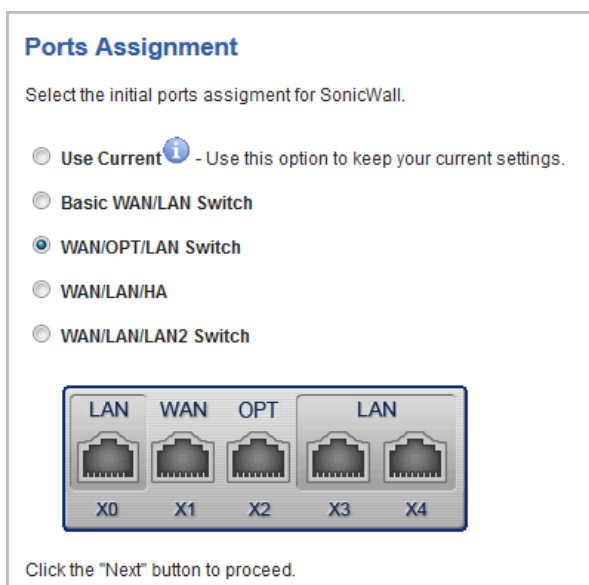 Ports Assignment
Select the initial ports assigment for SonicWall.
Use Current i - Use this option to keep your current settings.
Basic WAN/LAN Switch
WAN/OPT/LAN Switch
WAN/LAN/HA
WAN/LAN/LAN2 Switch
LAN WAN OPT LAN
X0 X1 X2 X3 X4
Click the "Next" button to proceed.